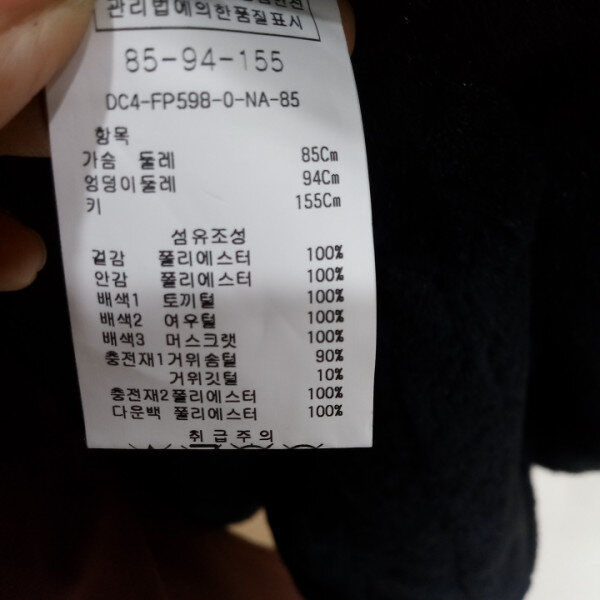 관리법에의한품질표시
85-94-155
DC4-FP598-0-NA-85
항목
가슴 둘레 85Cm
엉덩이둘레 94Cm
키 155Cm
섬유조성
겉감 폴리에스터 100%
안감 폴리에스터 100%
배색1 토끼털 100%
배색2 여우털 100%
배색3 머스크랫 100%
충전재1거위솜털 90%
거위깃털 10%
충전재2폴리에스터 100%
다운백 폴리에스터 100%
취급주의